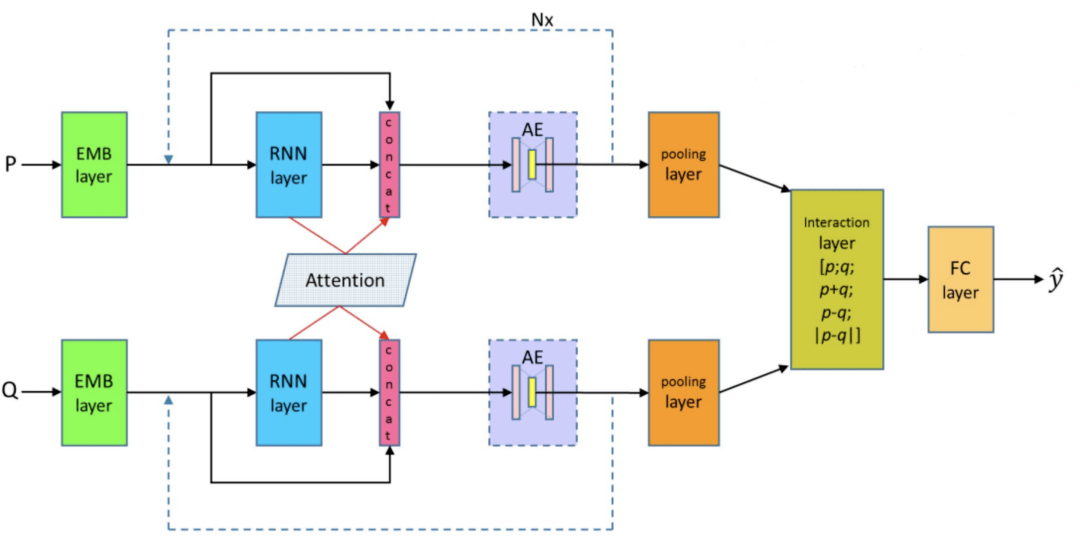 Nx
P
EMB
layer
RNN
layer
concat
AE
pooling
layer
Attention
Interaction
layer
[p;q;
p+q;
p-q;
|p-q|]
FC
layer
ŷ
Q
EMB
layer
RNN
layer
concat
AE
pooling
layer